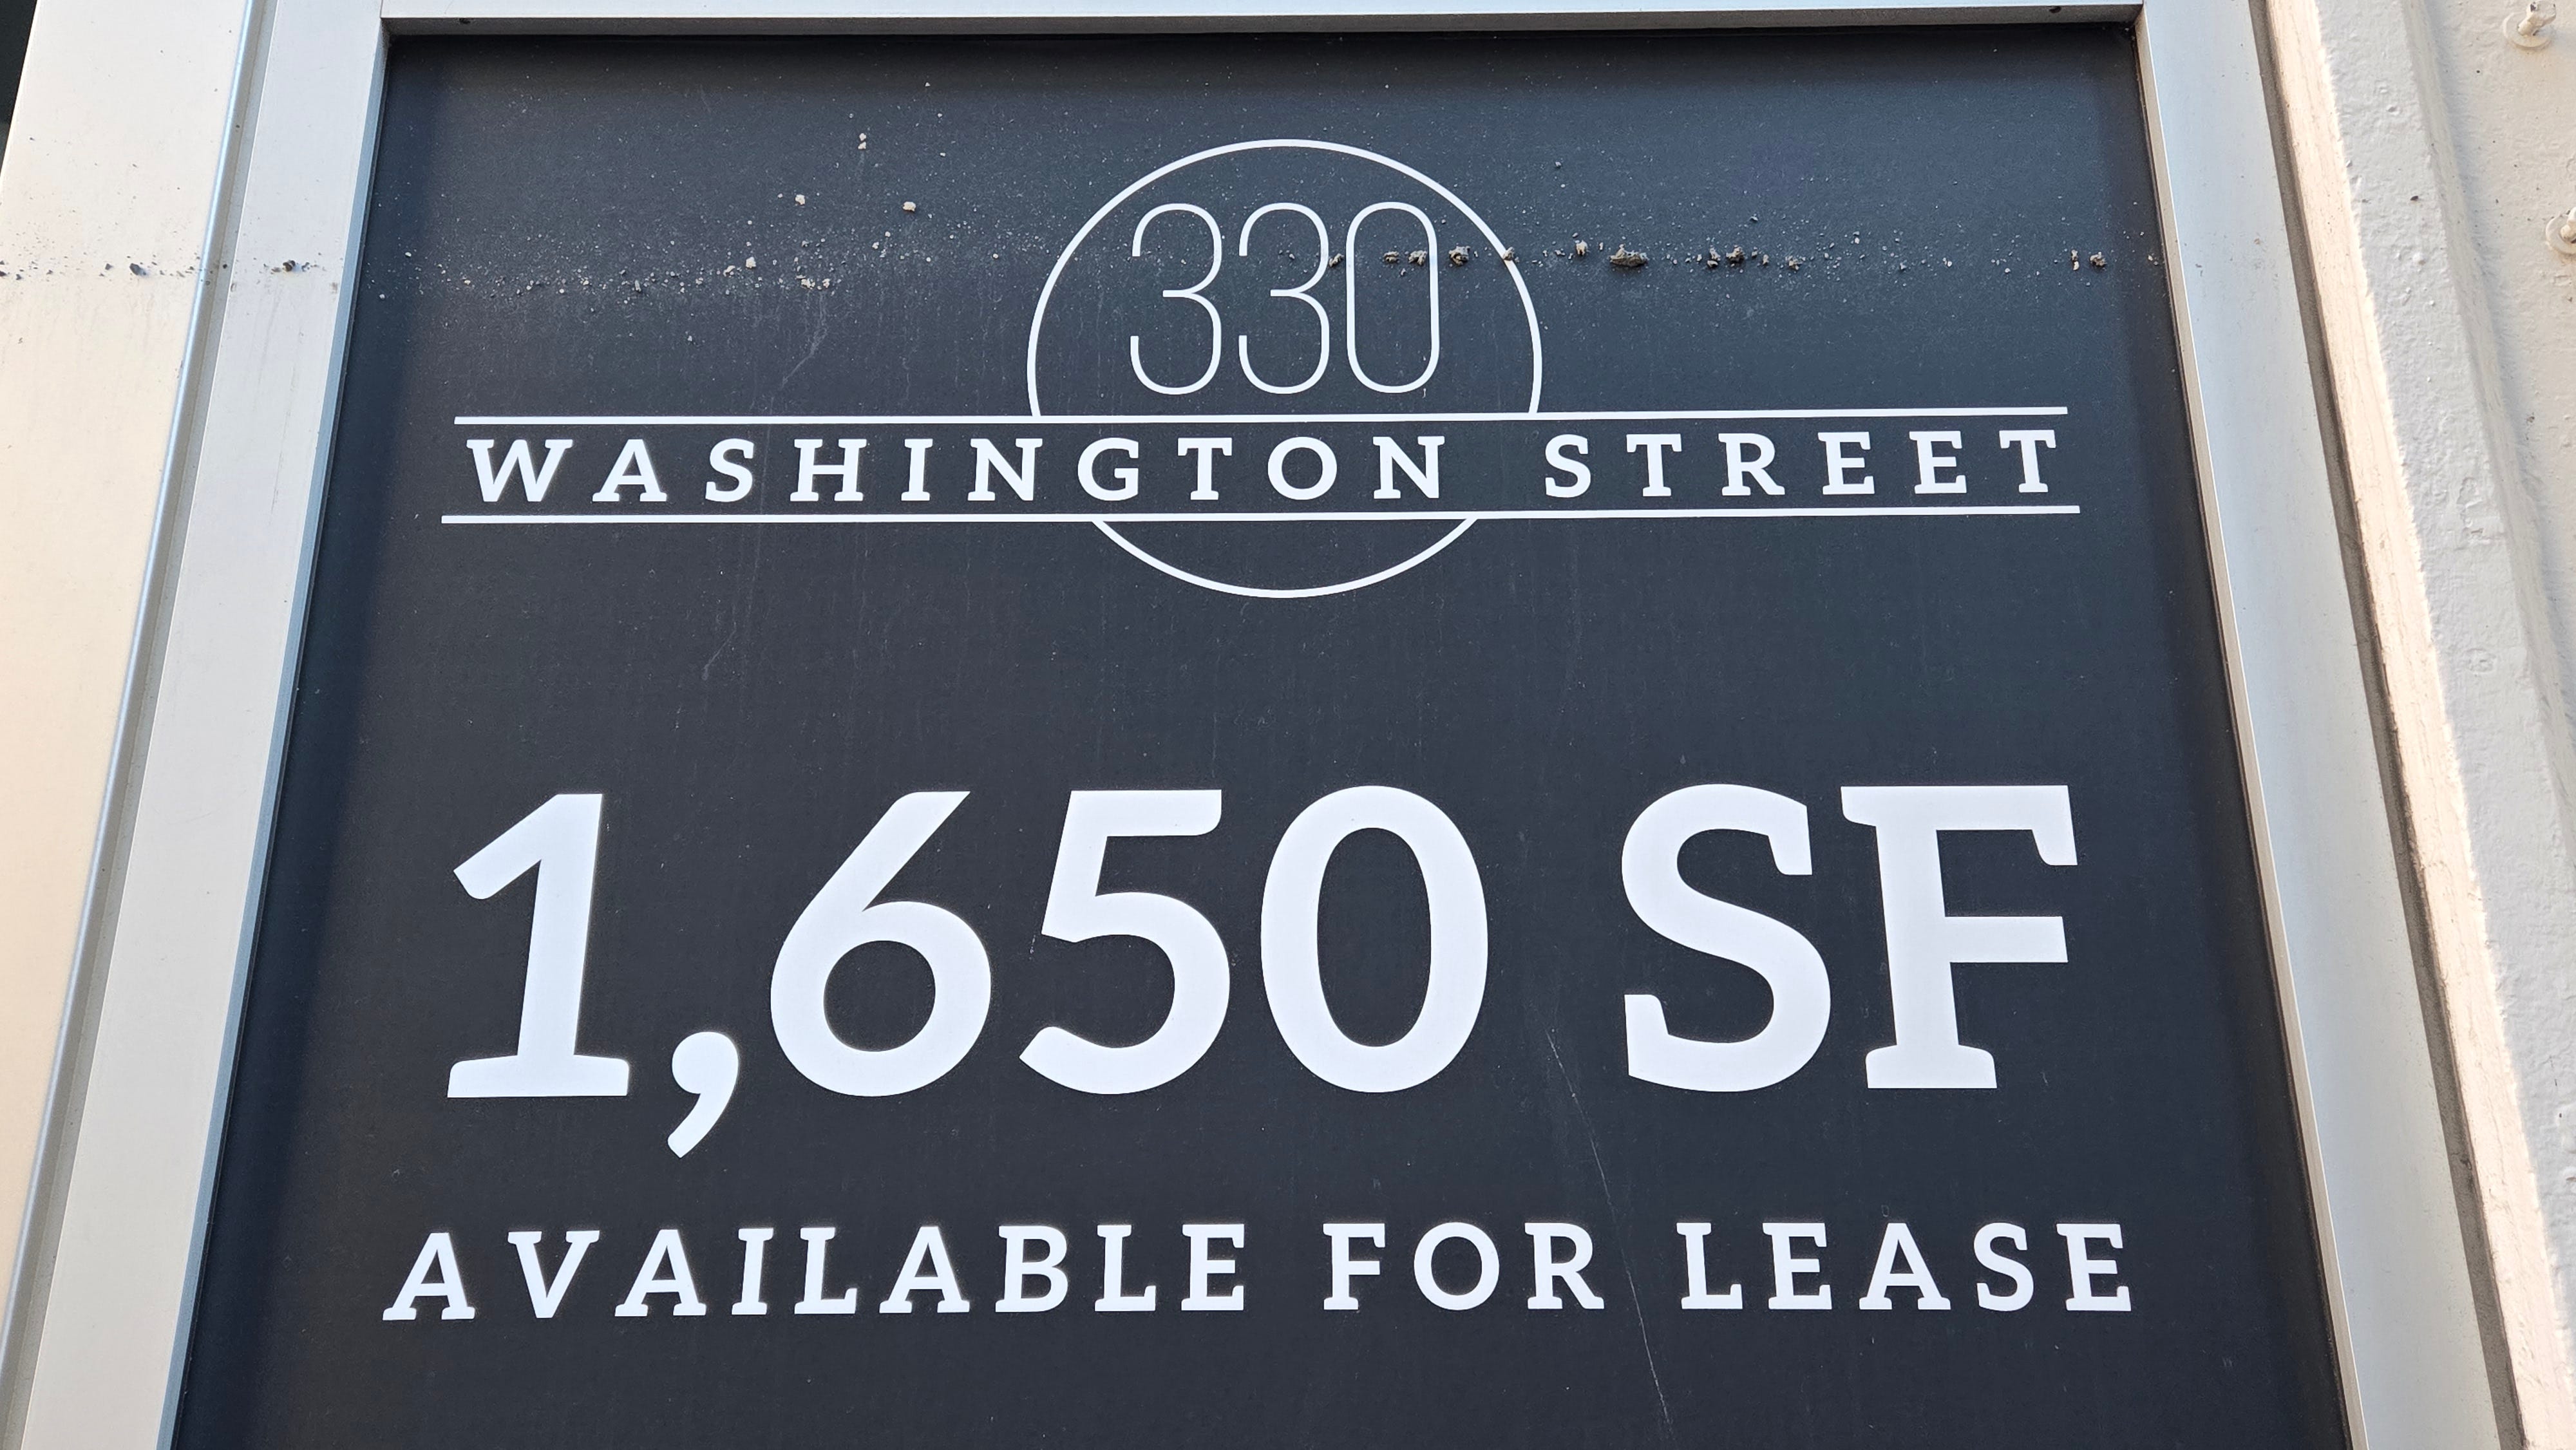 330
WASHINGTON STREET
1,650 SF
AVAILABLE FOR LEASE